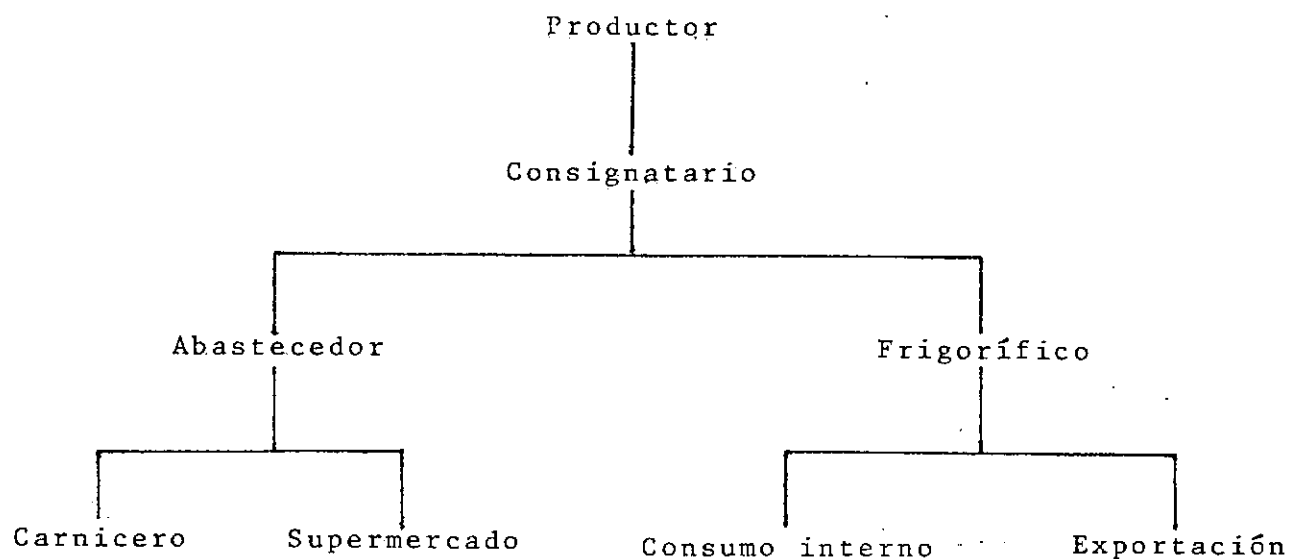 Productor
Consignatario
Abastecedor Frigorífico
Carnicero Supermercado Consumo interno Exportación